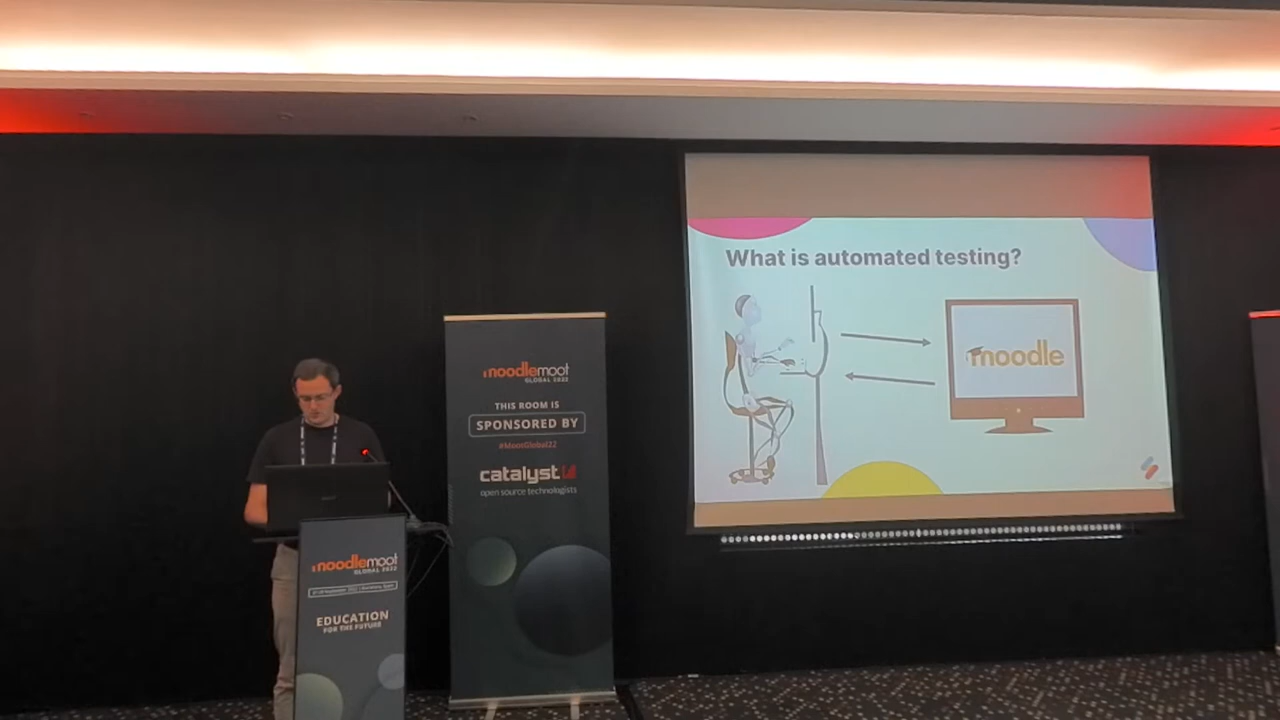 What is automated testing?
moodle
moodlemoot
GLOBAL 2022
THIS ROOM IS
SPONSORED BY
#MootGlobal22
catalyst
open source technologists
moodlemoot
GLOBAL 2022
EDUCATION
FOR THE FUTURE